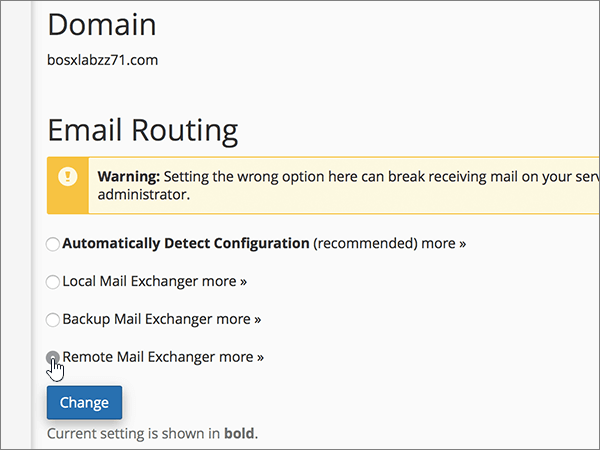 Domain
bosxlabzz71.com
Email Routing
Warning: Setting the wrong option here can break receiving mail on your
administrator.
Automatically Detect Configuration (recommended) more »
Local Mail Exchanger more »
Backup Mail Exchanger more »
Remote Mail Exchanger more »
Change
Current setting is shown in bold.